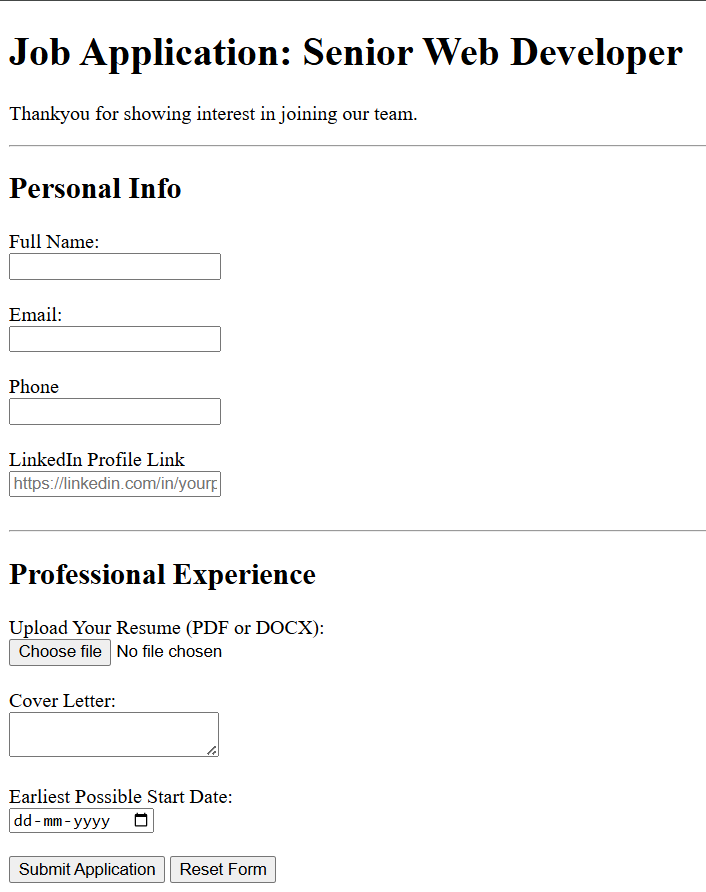 Job Application: Senior Web Developer
Thankyou for showing interest in joining our team.
Personal Info
Full Name:
Email:
Phone
LinkedIn Profile Link
https://linkedin.com/in/yourp
Professional Experience
Upload Your Resume (PDF or DOCX):
Choose file No file chosen
Cover Letter:
Earliest Possible Start Date:
dd-mm-yyyy
Submit Application Reset Form